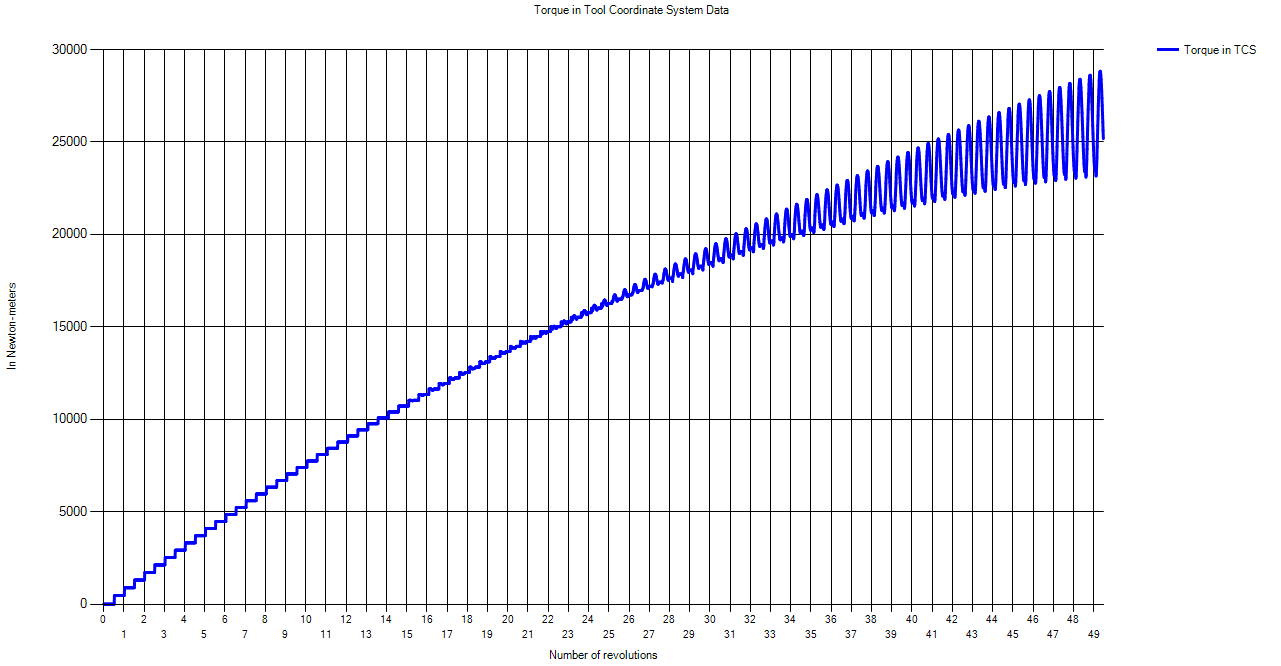 Torque in Tool Coordinate System Data
Torque in TCS
30000
25000
20000
15000
10000
5000
0
In Newton-meters
0 2 4 6 8 10 12 14 16 18 20 22 24 26 28 30 32 34 36 38 40 42 44 46 48
1 3 5 7 9 11 13 15 17 19 21 23 25 27 29 31 33 35 37 39 41 43 45 47 49
Number of revolutions